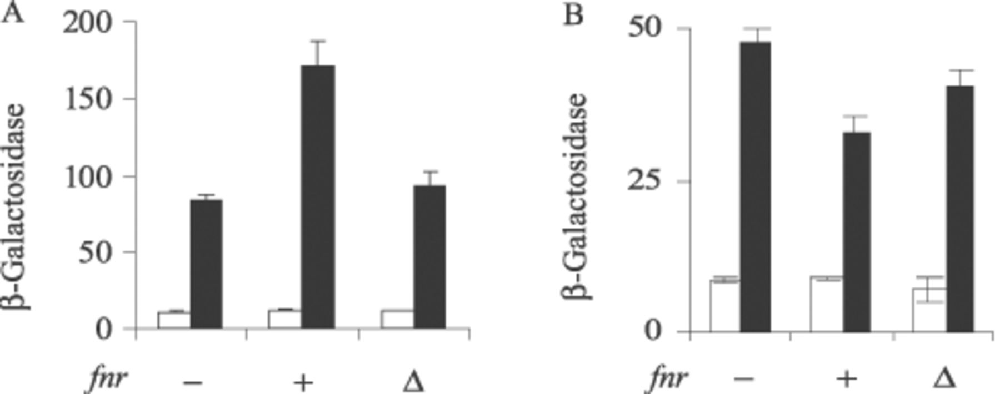 A
200
150
100
50
0
β-Galactosidase
fnr − + Δ
B
50
25
0
β-Galactosidase
fnr − + Δ